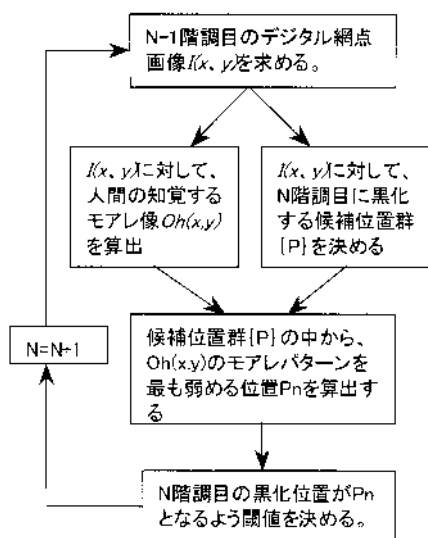 N-1階調目のデジタル網点
画像I(x、y)を求める。
I(x、y)に対して、
人間の知覚する
モアレ像Oh(x,y)
を算出
I(x、y)に対して、
N階調目に黒化
する候補位置群
{P}を決める
候補位置群{P}の中から、
Oh(x,y)のモアレパターンを
最も弱める位置Pnを算出す
る
N=N+1
N階調目の黒化位置がPn
となるよう閾値を決める。